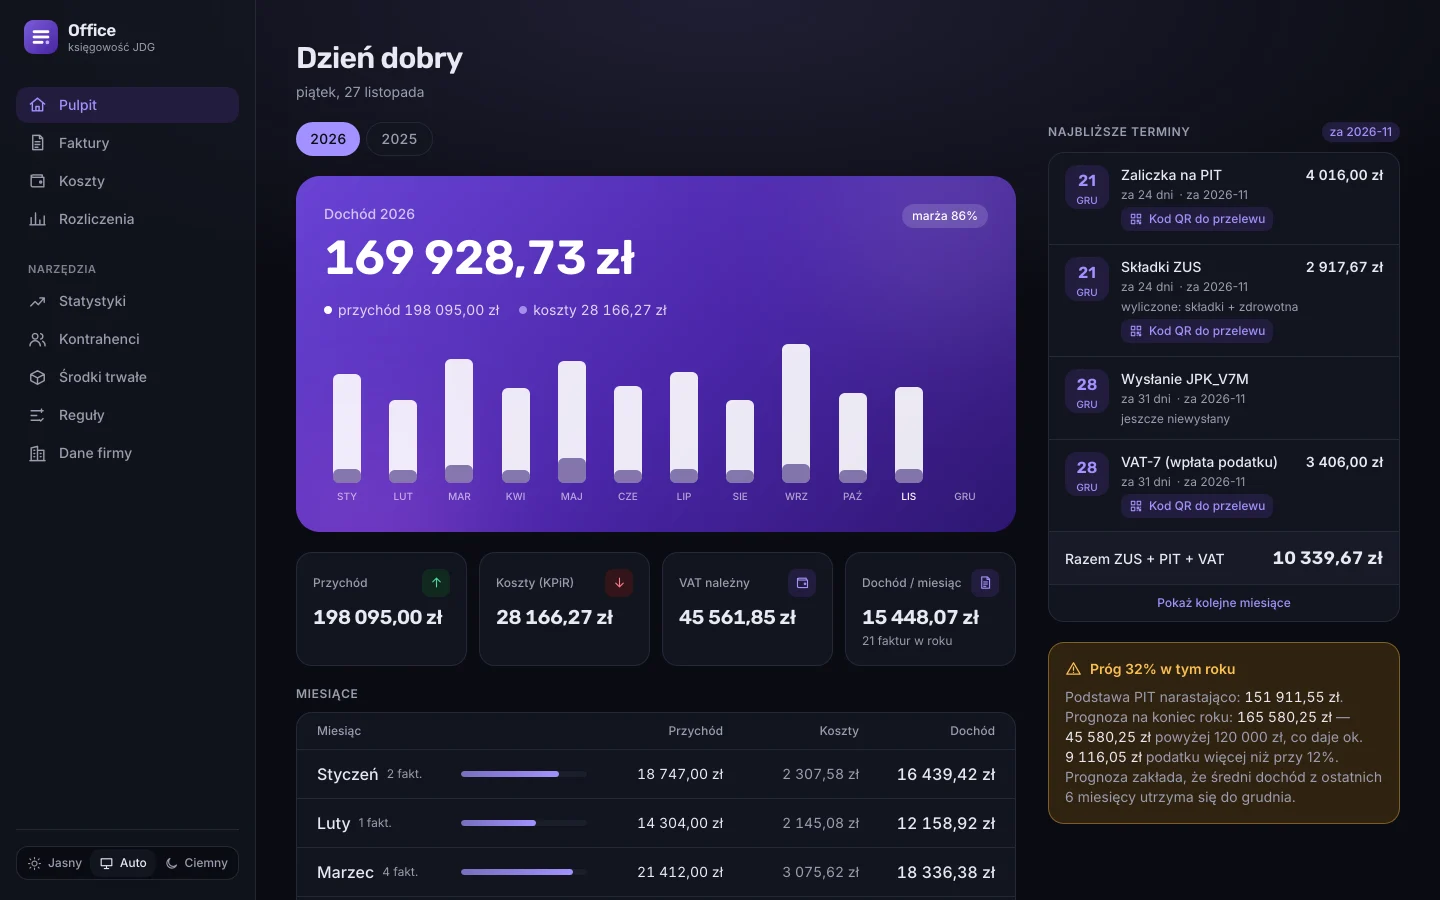 Office
księgowość JDG
Pulpit
Faktury
Koszty
Rozliczenia
NARZĘDZIA
Statystyki
Kontrahenci
Środki trwałe
Reguły
Dane firmy
Jasny Auto Ciemny
Dzień dobry
piątek, 27 listopada
2026 2025
Dochód 2026
marża 86%
169 928,73 zł
przychód 198 095,00 zł koszty 28 166,27 zł
STY LUT MAR KWI MAJ CZE LIP SIE WRZ PAŹ LIS GRU
Przychód
198 095,00 zł
Koszty (KPiR)
28 166,27 zł
VAT należny
45 561,85 zł
Dochód / miesiąc
15 448,07 zł
21 faktur w roku
MIESIĄCE
Miesiąc Przychód Koszty Dochód
Styczeń 2 fakt. 18 747,00 zł 2 307,58 zł 16 439,42 zł
Luty 1 fakt. 14 304,00 zł 2 145,08 zł 12 158,92 zł
Marzec 4 fakt. 21 412,00 zł 3 075,62 zł 18 336,38 zł
NAJBLIŻSZE TERMINY za 2026-11
21 GRU
Zaliczka na PIT 4 016,00 zł
za 24 dni · za 2026-11
Kod QR do przelewu
21 GRU
Składki ZUS 2 917,67 zł
za 24 dni · za 2026-11
wyliczone: składki + zdrowotna
Kod QR do przelewu
28 GRU
Wysłanie JPK_V7M
za 31 dni · za 2026-11
jeszcze niewysłany
28 GRU
VAT-7 (wpłata podatku) 3 406,00 zł
za 31 dni · za 2026-11
Kod QR do przelewu
Razem ZUS + PIT + VAT 10 339,67 zł
Pokaż kolejne miesiące
Próg 32% w tym roku
Podstawa PIT narastająco: 151 911,55 zł.
Prognoza na koniec roku: 165 580,25 zł —
45 580,25 zł powyżej 120 000 zł, co daje ok.
9 116,05 zł podatku więcej niż przy 12%.
Prognoza zakłada, że średni dochód z ostatnich
6 miesięcy utrzyma się do grudnia.